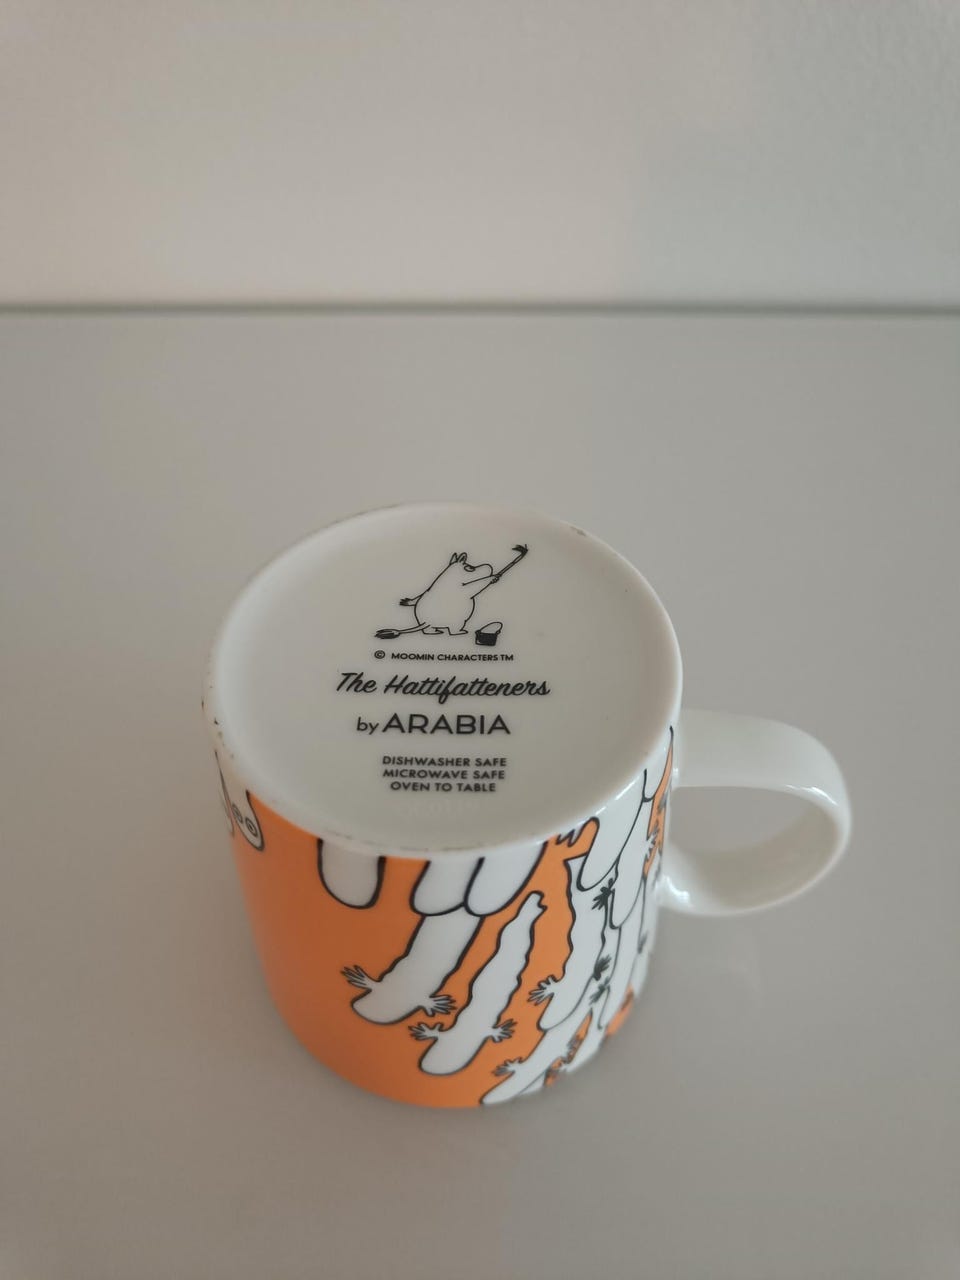 © MOOMIN CHARACTERS TM
The Hattifatteners
by ARABIA
DISHWASHER SAFE
MICROWAVE SAFE
OVEN TO TABLE